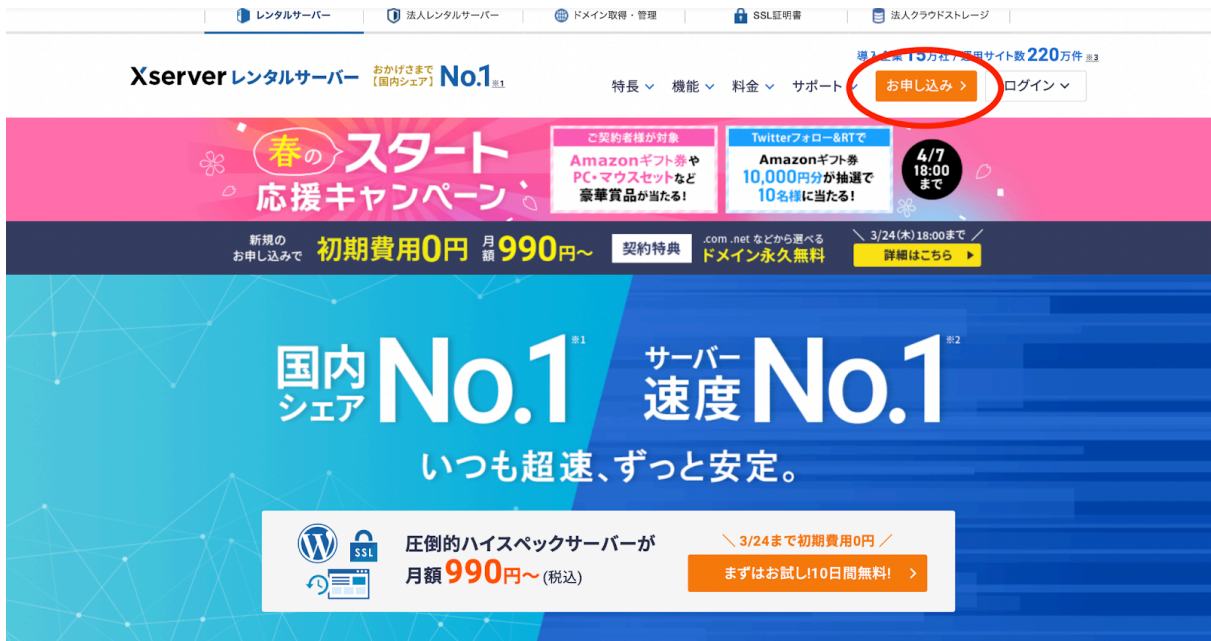 レンタルサーバー
法人レンタルサーバー
ドメイン取得・管理
SSL証明書
法人クラウドストレージ
導入企業 15万社 / 運用サイト数 220万件 ※3
Xserver レンタルサーバー
おかげさまで
【国内シェア】
No.1 ※1
特長
機能
料金
サポート
お申し込み
ログイン
春のスタート
応援キャンペーン
ご契約者様が対象
Amazonギフト券や
PC・マウスセットなど
豪華賞品が当たる!
Twitterフォロー&RTで
Amazonギフト券
10,000円分が抽選で
10名様に当たる!
4/7
18:00
まで
新規の
お申し込みで
初期費用0円
月額990円〜
契約特典
.com .net などから選べる
ドメイン永久無料
\ 3/24(木)18:00まで /
詳細はこちら
国内
シェア
No.1 ※1
サーバー
速度
No.1 ※2
いつも超速、ずっと安定。
SSL
圧倒的ハイスペックサーバーが
月額990円〜(税込)
\ 3/24まで初期費用0円 /
まずはお試し!10日間無料!